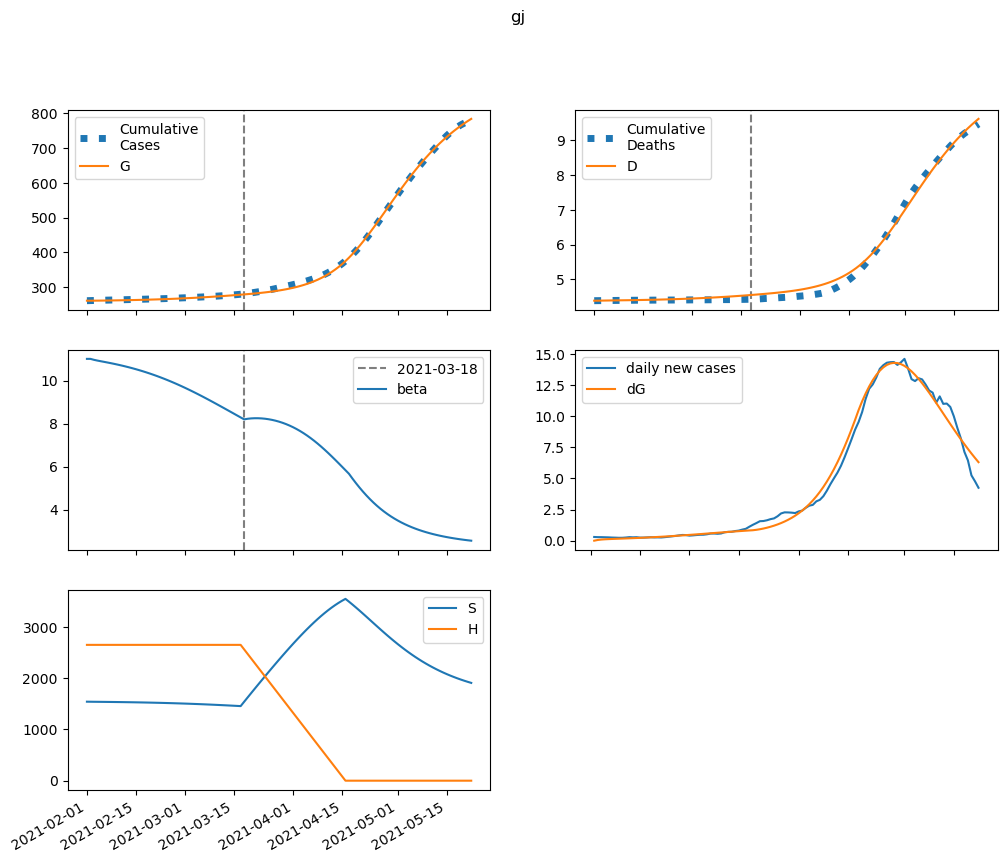 gj
800
700
600
500
400
300
Cumulative
Cases
G
9
8
7
6
5
Cumulative
Deaths
D
10
8
6
4
2021-03-18
beta
15.0
12.5
10.0
7.5
5.0
2.5
0.0
daily new cases
dG
3000
2000
1000
0
S
H
2021-02-01
2021-02-15
2021-03-01
2021-03-15
2021-04-01
2021-04-15
2021-05-01
2021-05-15